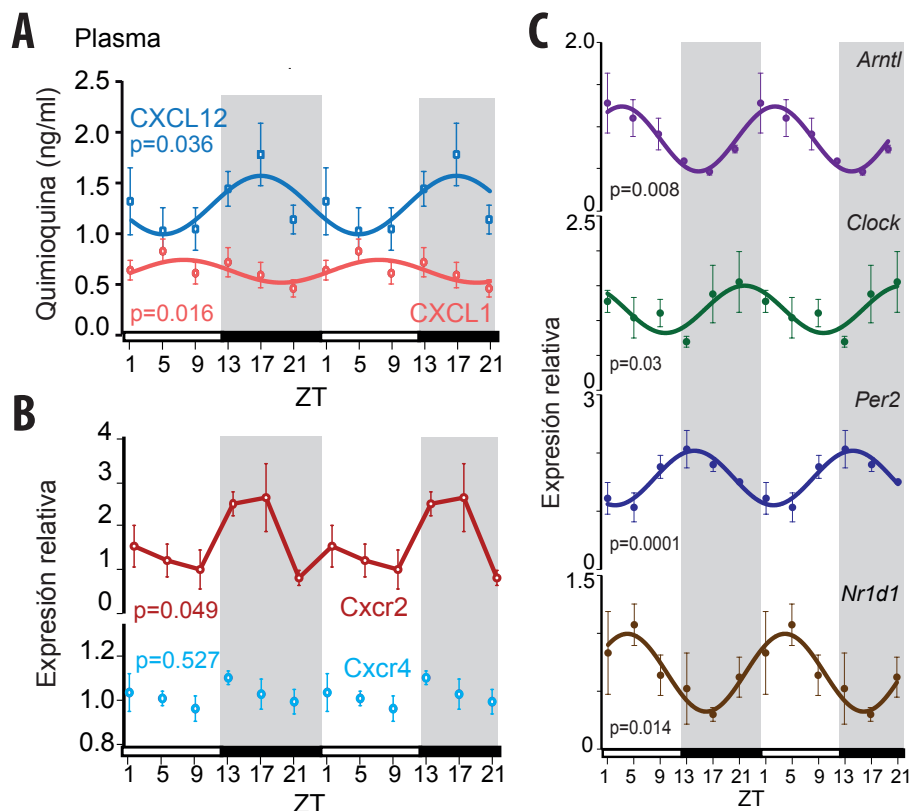 A
Plasma
Quimioquina (ng/ml)
2.5
2.0
1.5
1.0
0.5
0.0
CXCL12
p=0.036
p=0.016
CXCL1
1 5 9 13 17 21 1 5 9 13 17 21
ZT
B
Expresión relativa
4
3
2
1
0
p=0.049
Cxcr2
1.2
1.0
0.8
p=0.527
Cxcr4
1 5 9 13 17 21 1 5 9 13 17 21
ZT
C
Expresión relativa
2.0
Arntl
p=0.008
0
2.5
Clock
p=0.03
0
3
Per2
p=0.0001
0
1.5
Nr1d1
p=0.014
0
1 5 9 13 17 21 1 5 9 13 17 21
ZT